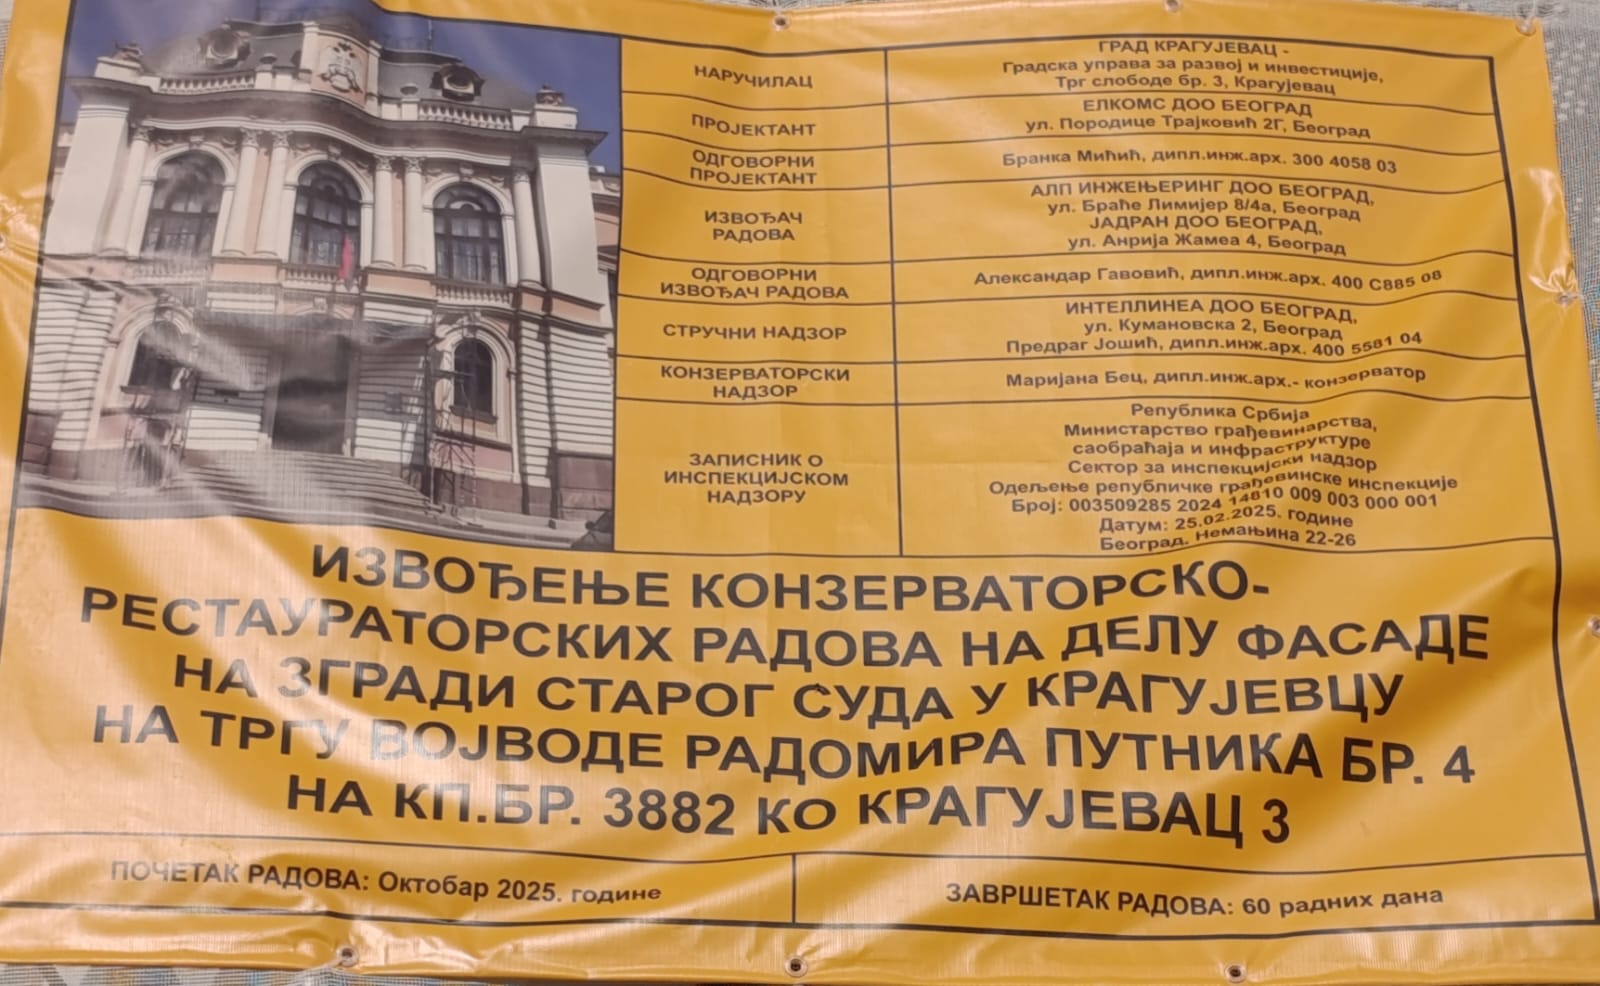 НАРУЧИЛАЦ
ГРАД КРАГУЈЕВАЦ -
Градска управа за развој и инвестиције,
Трг слободе бр. 3, Крагујевац
ПРОЈЕКТАНТ
ЕЛКОМС ДОО БЕОГРАД
ул. Породице Трајковић 2Г, Београд
ОДГОВОРНИ
ПРОЈЕКТАНТ
Бранка Мићић, дипл.инж.арх. 300 4058 03
ИЗВОЂАЧ
РАДОВА
АЛП ИНЖЕЊЕРИНГ ДОО БЕОГРАД,
ул. Браће Лимијер 8/4а, Београд
ЈАДРАН ДОО БЕОГРАД,
ул. Анрија Жамеа 4, Београд
ОДГОВОРНИ
ИЗВОЂАЧ РАДОВА
Александар Гавовић, дипл.инж.арх. 400 С885 08
СТРУЧНИ НАДЗОР
ИНТЕЛЛИНЕА ДОО БЕОГРАД,
ул. Кумановска 2, Београд
Предраг Јошић, дипл.инж.арх. 400 5581 04
КОНЗЕРВАТОРСКИ
НАДЗОР
Маријана Бец, дипл.инж.арх.- конзерватор
ЗАПИСНИК О
ИНСПЕКЦИЈСКОМ
НАДЗОРУ
Република Србија
Министарство грађевинарства,
саобраћаја и инфраструктуре
Сектор за инспекцијски надзор
Одељење републичке грађевинске инспекције
Број: 003509285 2024 14810 009 003 000 001
Датум: 25.02.2025. године
Београд. Немањина 22-26
ИЗВОЂЕЊЕ КОНЗЕРВАТОРСКО-
РЕСТАУРАТОРСКИХ РАДОВА НА ДЕЛУ ФАСАДЕ
НА ЗГРАДИ СТАРОГ СУДА У КРАГУЈЕВЦУ
НА ТРГУ ВОЈВОДЕ РАДОМИРА ПУТНИКА БР. 4
НА КП.БР. 3882 КО КРАГУЈЕВАЦ 3
ПОЧЕТАК РАДОВА: Октобар 2025. године
ЗАВРШЕТАК РАДОВА: 60 радних дана